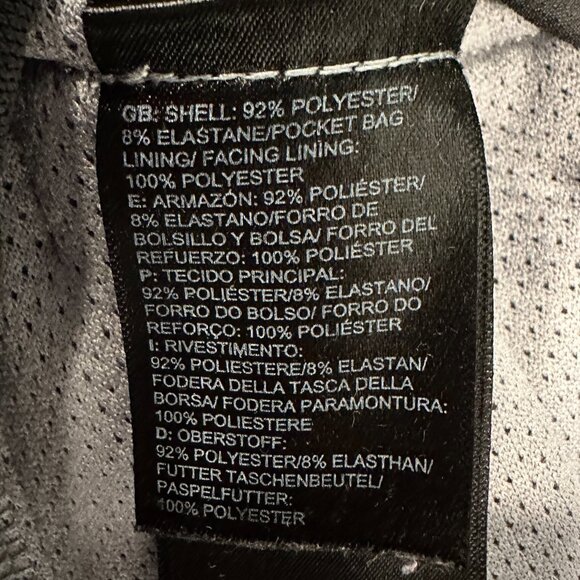 GB: SHELL: 92% POLYESTER/
8% ELASTANE/POCKET BAG
LINING/ FACING LINING:
100% POLYESTER
E: ARMAZÓN: 92% POLIÉSTER/
8% ELASTANO/FORRO DE
BOLSILLO Y BOLSA/ FORRO DEL
REFUERZO: 100% POLIÉSTER
P: TECIDO PRINCIPAL:
92% POLIÉSTER/8% ELASTANO/
FORRO DO BOLSO/ FORRO DO
REFORÇO: 100% POLIÉSTER
I: RIVESTIMENTO:
92% POLIESTERE/8% ELASTAN/
FODERA DELLA TASCA DELLA
BORSA/ FODERA PARAMONTURA:
100% POLIESTERE
D: OBERSTOFF:
92% POLYESTER/8% ELASTHAN/
FUTTER TASCHENBEUTEL/
PASPELFUTTER:
100% POLYESTER